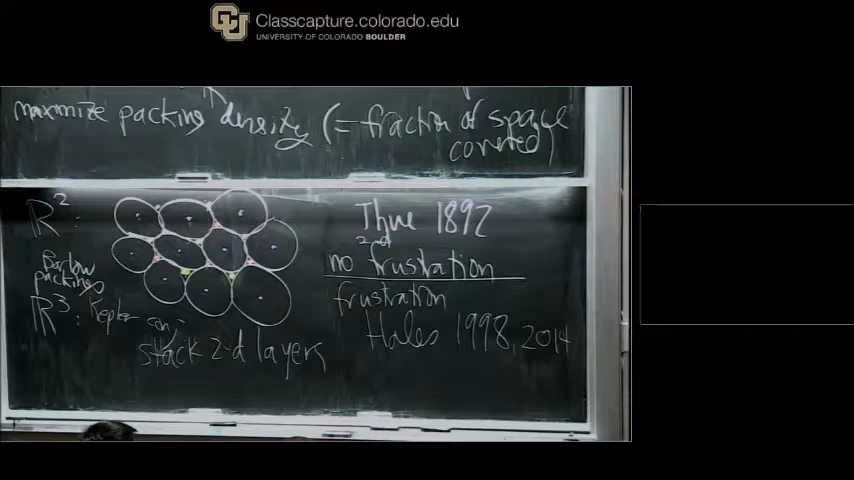 Classcapture.colorado.edu
UNIVERSITY OF COLORADO BOULDER
maximize packing density (= fraction of space
covered)
R²:
Thue 1892
2-d
no frustration
Barlow
packings
R³: Kepler conj
stack 2-d layers
frustration
Hales 1998, 2014